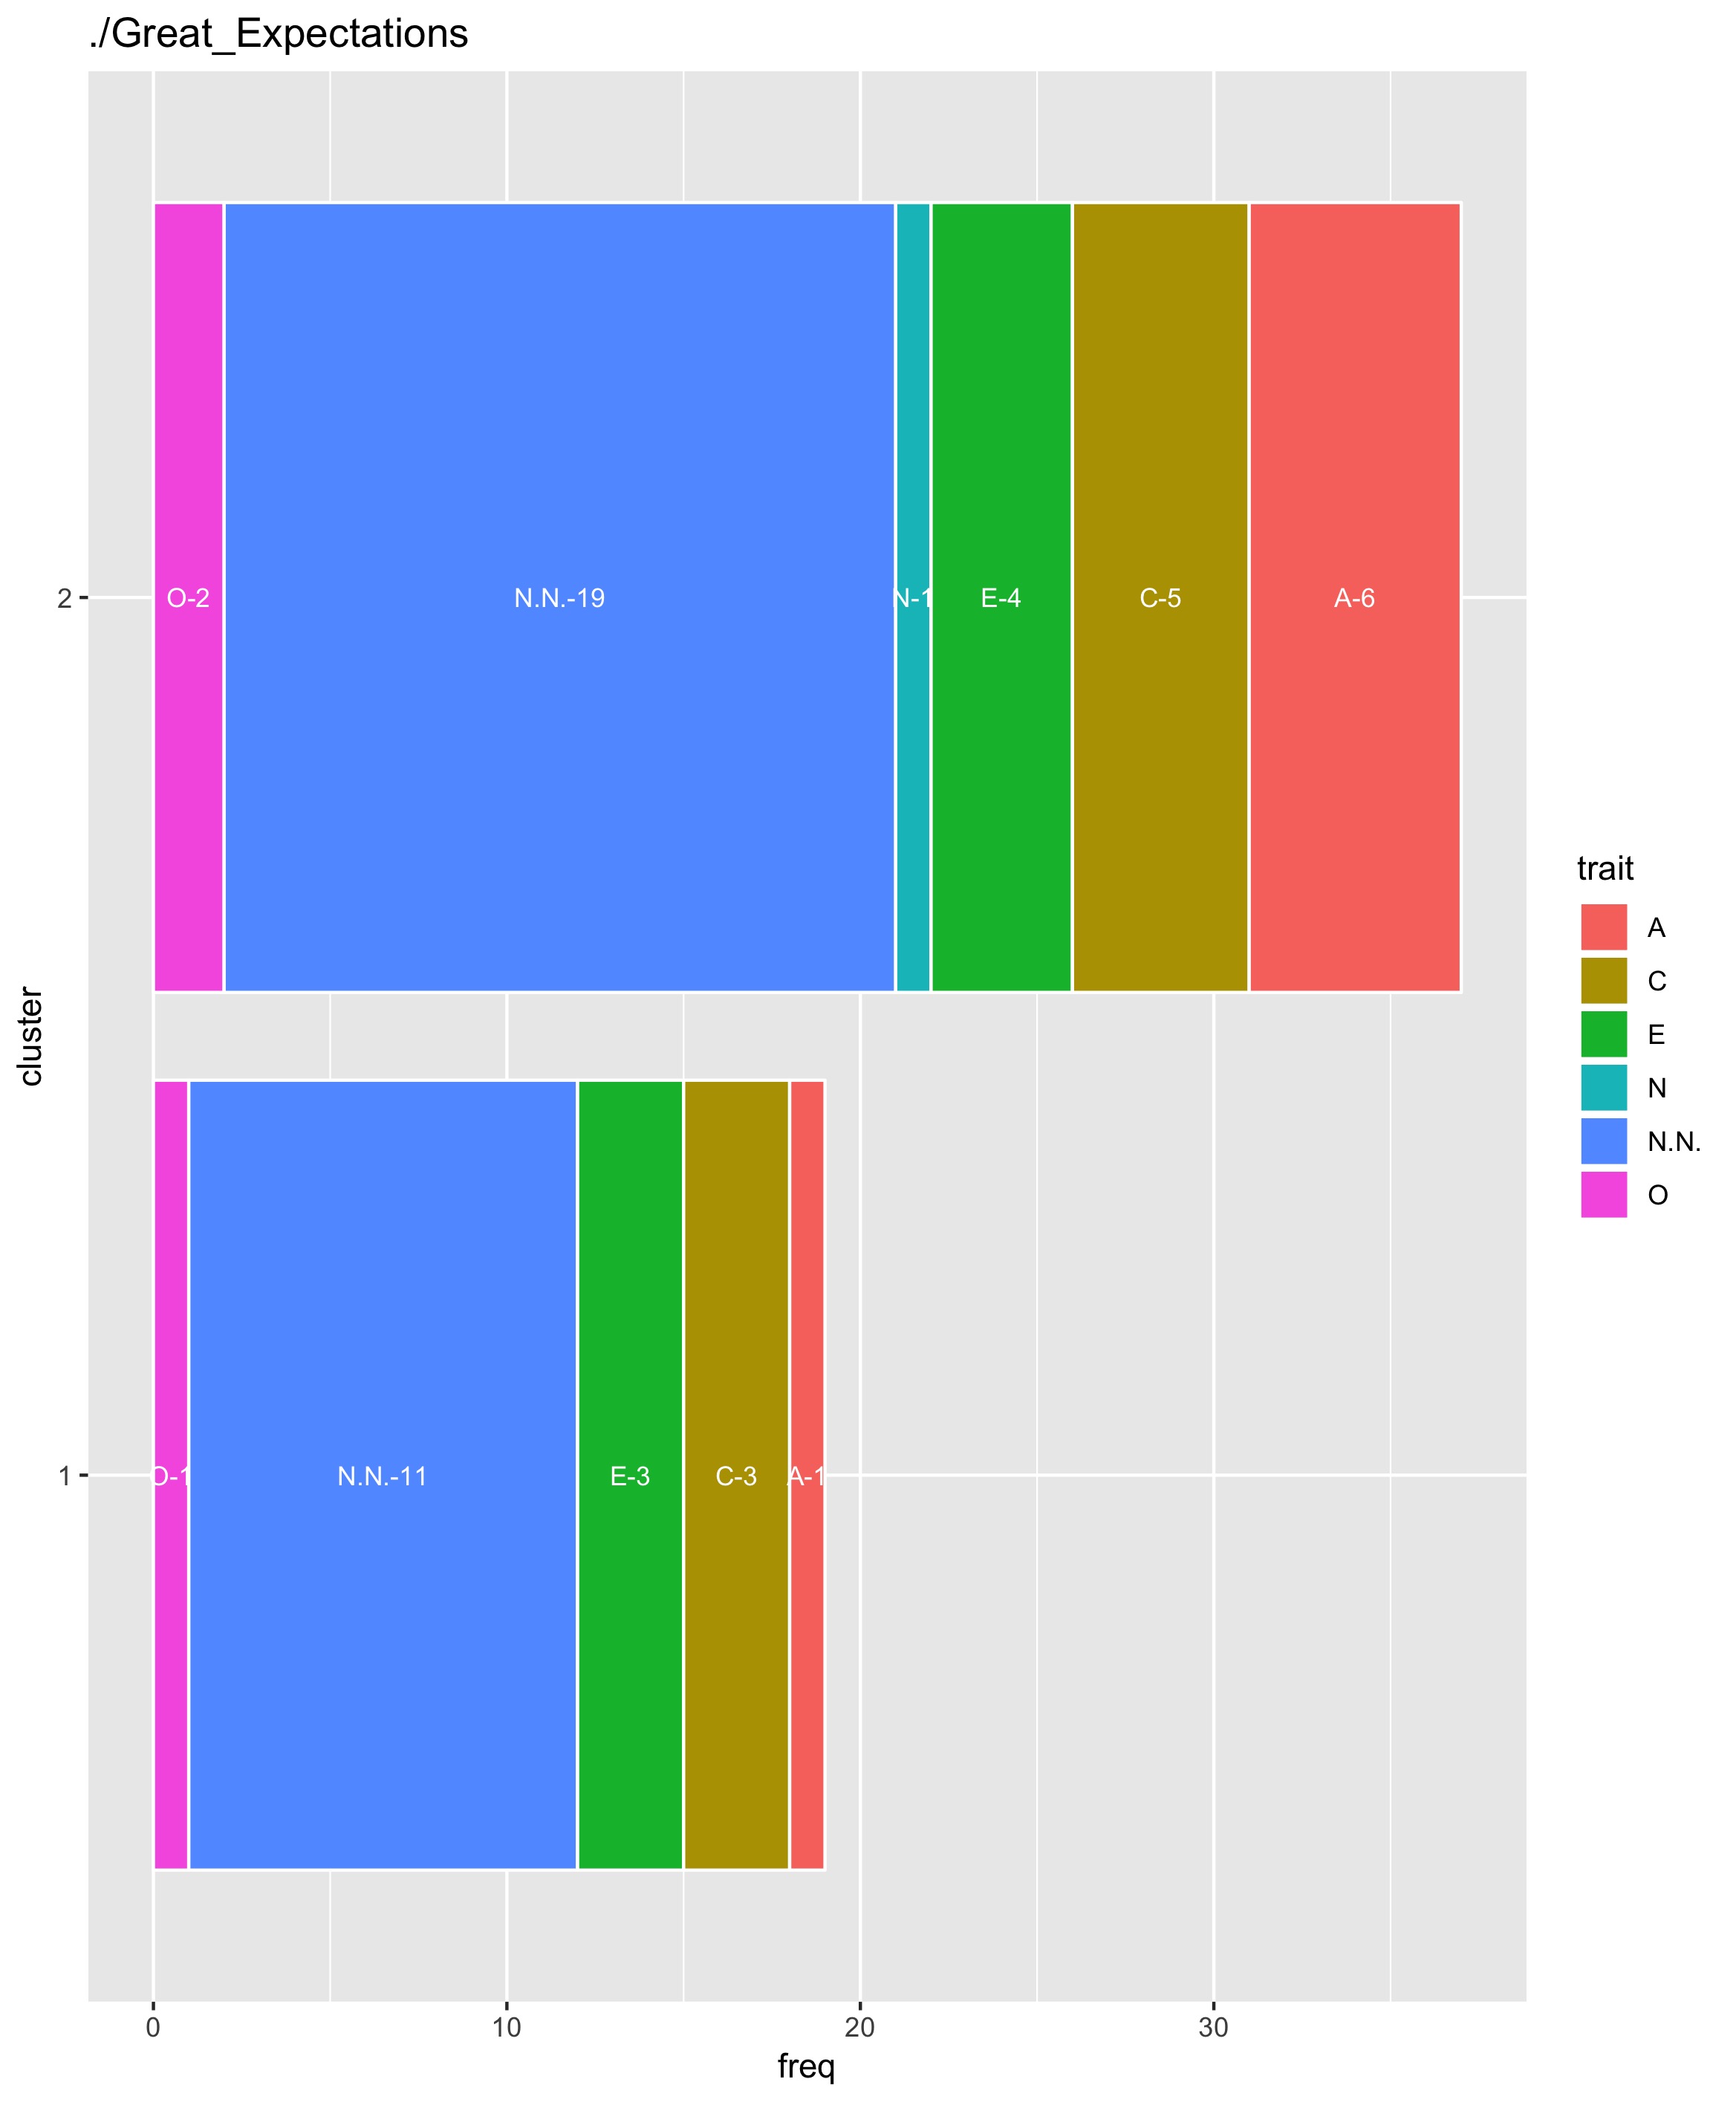 ./Great_Expectations
2
O-2
N.N.-19
N-1
E-4
C-5
A-6
cluster
1
O-1
N.N.-11
E-3
C-3
A-1
trait
A
C
E
N
N.N.
O
0
10
20
30
freq